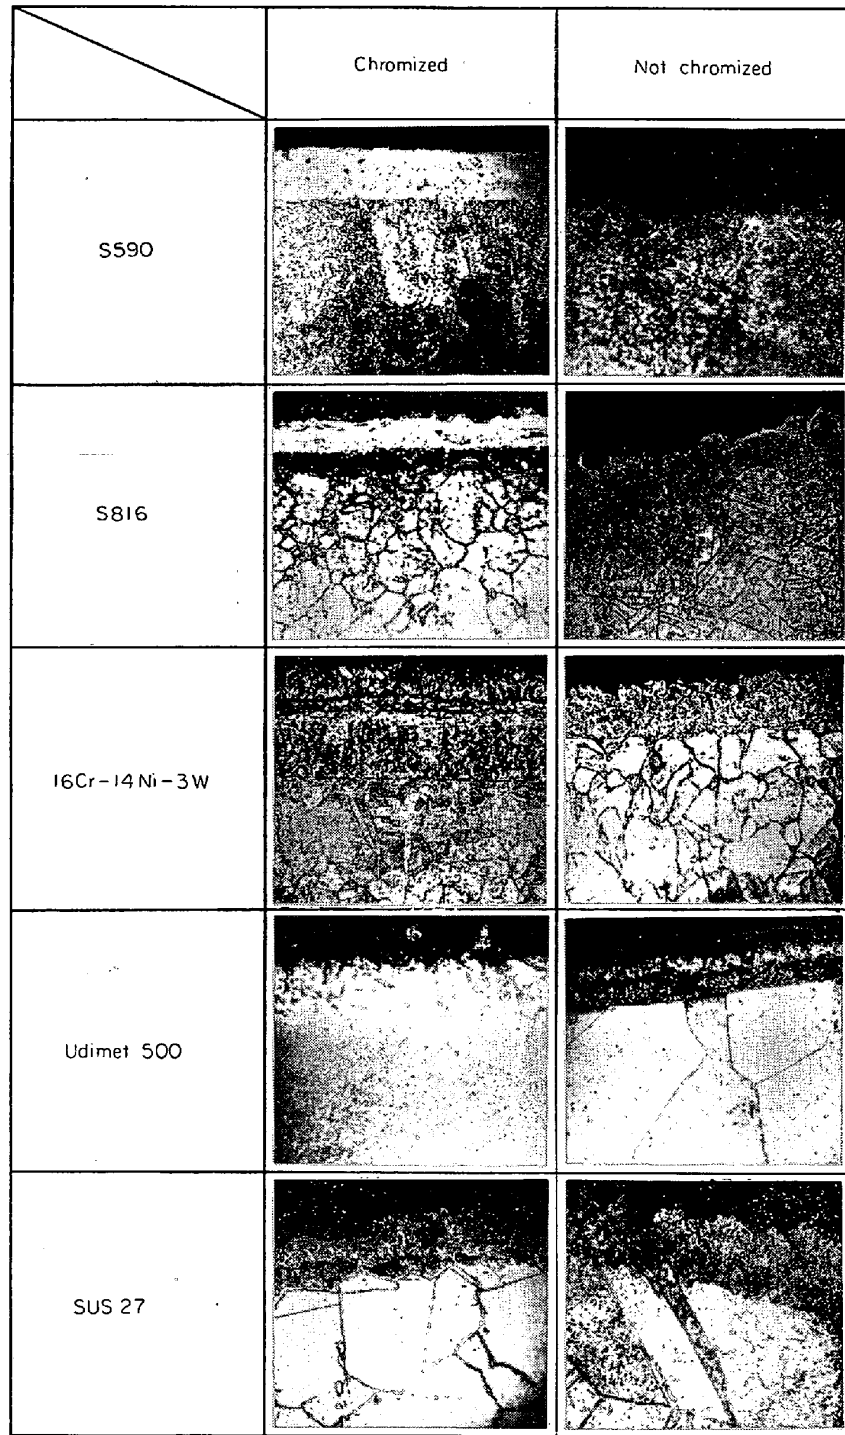 Chromized
Not chromized
S590
S816
16Cr-14Ni-3W
Udimet 500
SUS 27